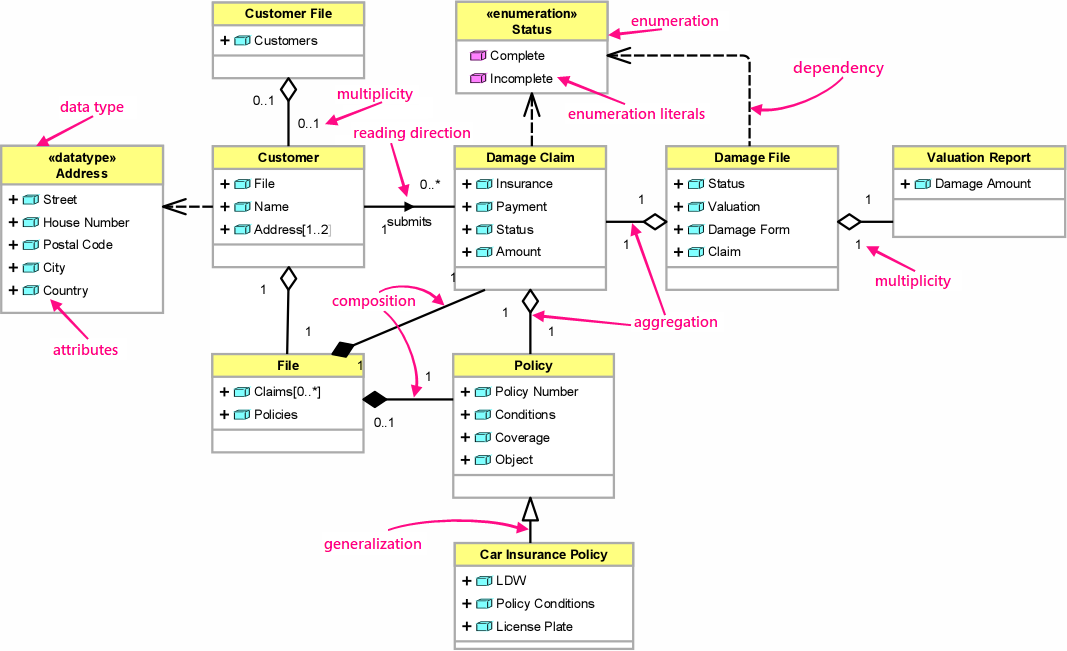 Customer File
+ Customers
«enumeration»
Status
Complete
Incomplete
enumeration
dependency
enumeration literals
0..1
0..1
multiplicity
reading direction
data type
«datatype»
Address
+ Street
+ House Number
+ Postal Code
+ City
+ Country
attributes
Customer
+ File
+ Name
+ Address[1..2]
0..*
submits
1
Damage Claim
+ Insurance
+ Payment
+ Status
+ Amount
1
1
Damage File
+ Status
+ Valuation
+ Damage Form
+ Claim
1
1
Valuation Report
+ Damage Amount
multiplicity
aggregation
composition
1
1
1
1
1
1
File
+ Claims[0..*]
+ Policies
1
0..1
Policy
+ Policy Number
+ Conditions
+ Coverage
+ Object
generalization
Car Insurance Policy
+ LDW
+ Policy Conditions
+ License Plate